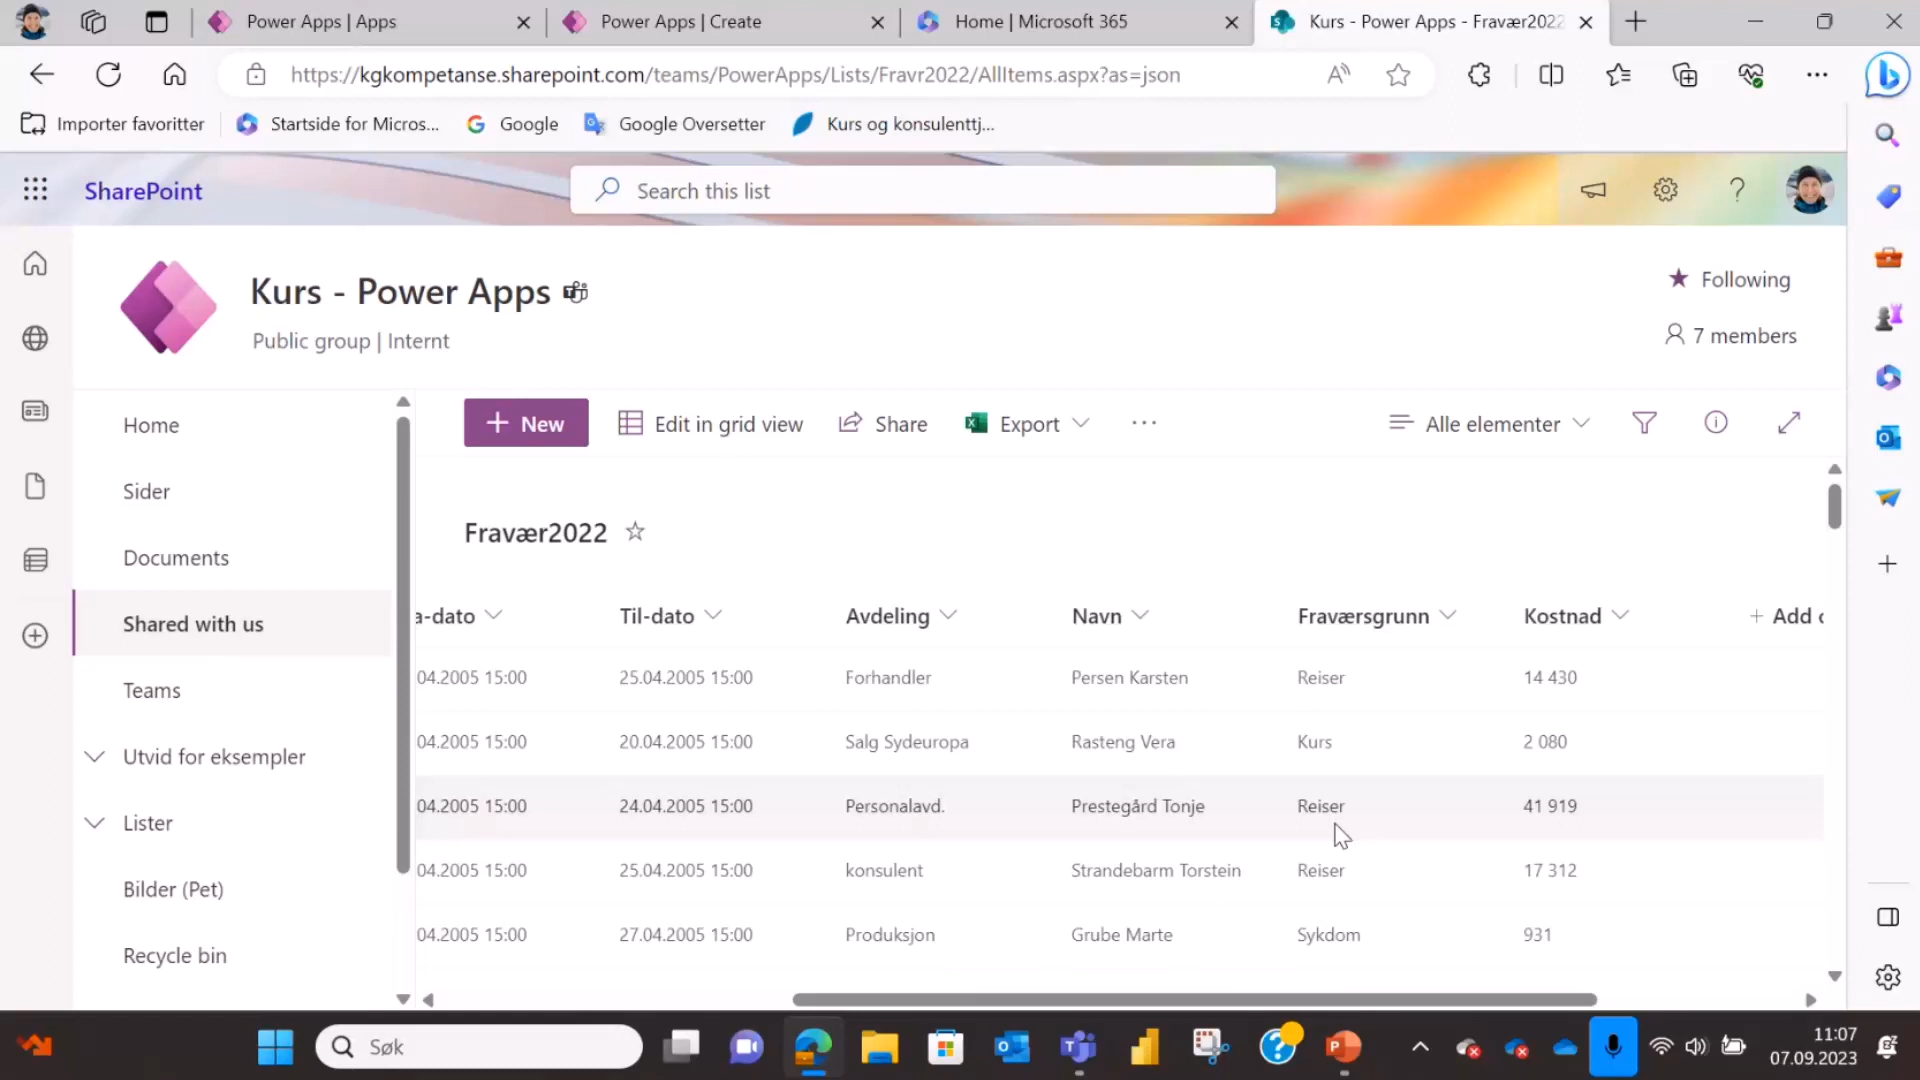 Power Apps | Apps
Power Apps | Create
Home | Microsoft 365
Kurs - Power Apps - Fravær2022
https://kgkompetanse.sharepoint.com/teams/PowerApps/Lists/Fravr2022/AllItems.aspx?as=json
Importer favoritter
Startside for Micros...
Google
Google Oversetter
Kurs og konsulenttj...
SharePoint
Search this list
Kurs - Power Apps
Public group | Internt
Following
7 members
Home
Sider
Documents
Shared with us
Teams
Utvid for eksempler
Lister
Bilder (Pet)
Recycle bin
+ New
Edit in grid view
Share
Export
...
Alle elementer
Fravær2022
a-dato Til-dato Avdeling Navn Fraværsgrunn Kostnad + Add c
04.2005 15:00 25.04.2005 15:00 Forhandler Persen Karsten Reiser 14 430
04.2005 15:00 20.04.2005 15:00 Salg Sydeuropa Rasteng Vera Kurs 2 080
04.2005 15:00 24.04.2005 15:00 Personalavd. Prestegård Tonje Reiser 41 919
04.2005 15:00 25.04.2005 15:00 konsulent Strandebarm Torstein Reiser 17 312
04.2005 15:00 27.04.2005 15:00 Produksjon Grube Marte Sykdom 931
Søk
11:07
07.09.2023